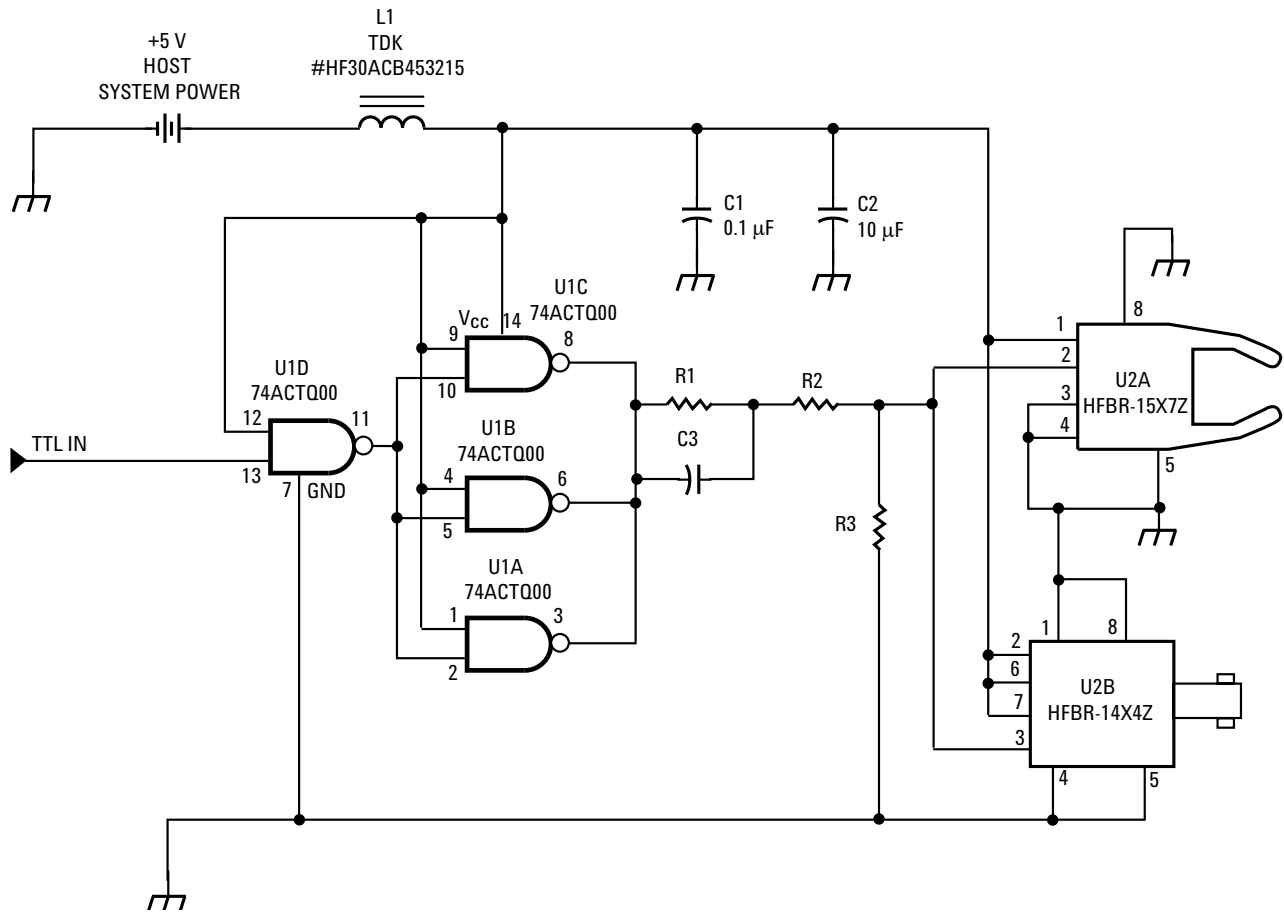 L1
TDK
#HF30ACB453215
+5 V
HOST
SYSTEM POWER
C1
0.1 μF
C2
10 μF
U1C
74ACTQ00
VCC
14
9
10
8
U1D
74ACTQ00
12
13
11
7
GND
TTL IN
U1B
74ACTQ00
4
5
6
U1A
74ACTQ00
1
2
3
R1
R2
C3
R3
8
1
2
3
4
5
U2A
HFBR-15X7Z
1
8
2
6
7
3
4
5
U2B
HFBR-14X4Z